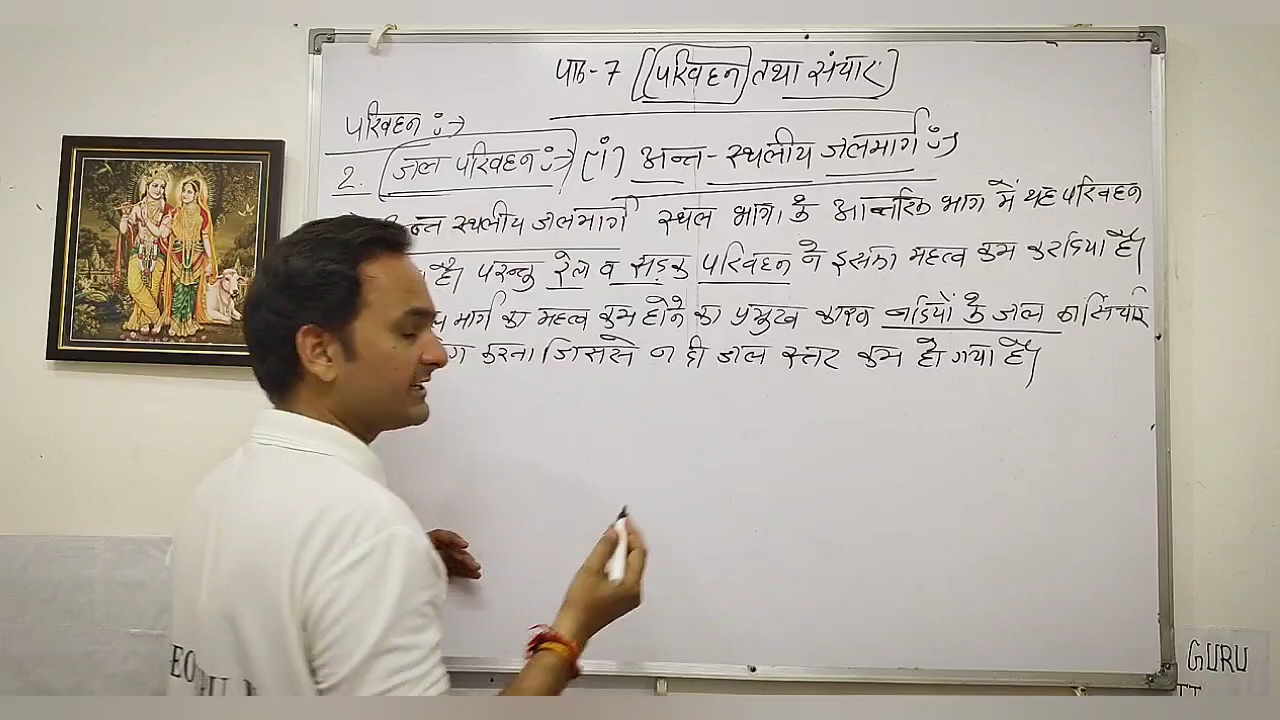 पाठ-7 [(परिवहन) तथा संचार]
परिवहन :->
2. (जल परिवहन :->) (i) अन्त-स्थलीय जलमार्ग :->
अन्त स्थलीय जलमार्ग स्थल भाग के आन्तरिक भाग में यह परिवहन
है। परन्तु रेल व सड़क परिवहन ने इसका महत्व कम कर दिया है।
मार्ग का महत्व कम होने का प्रमुख कारण नदियों के जल का सिंचाई
करना। जिससे नदी जल स्तर कम हो गया है।
GURU